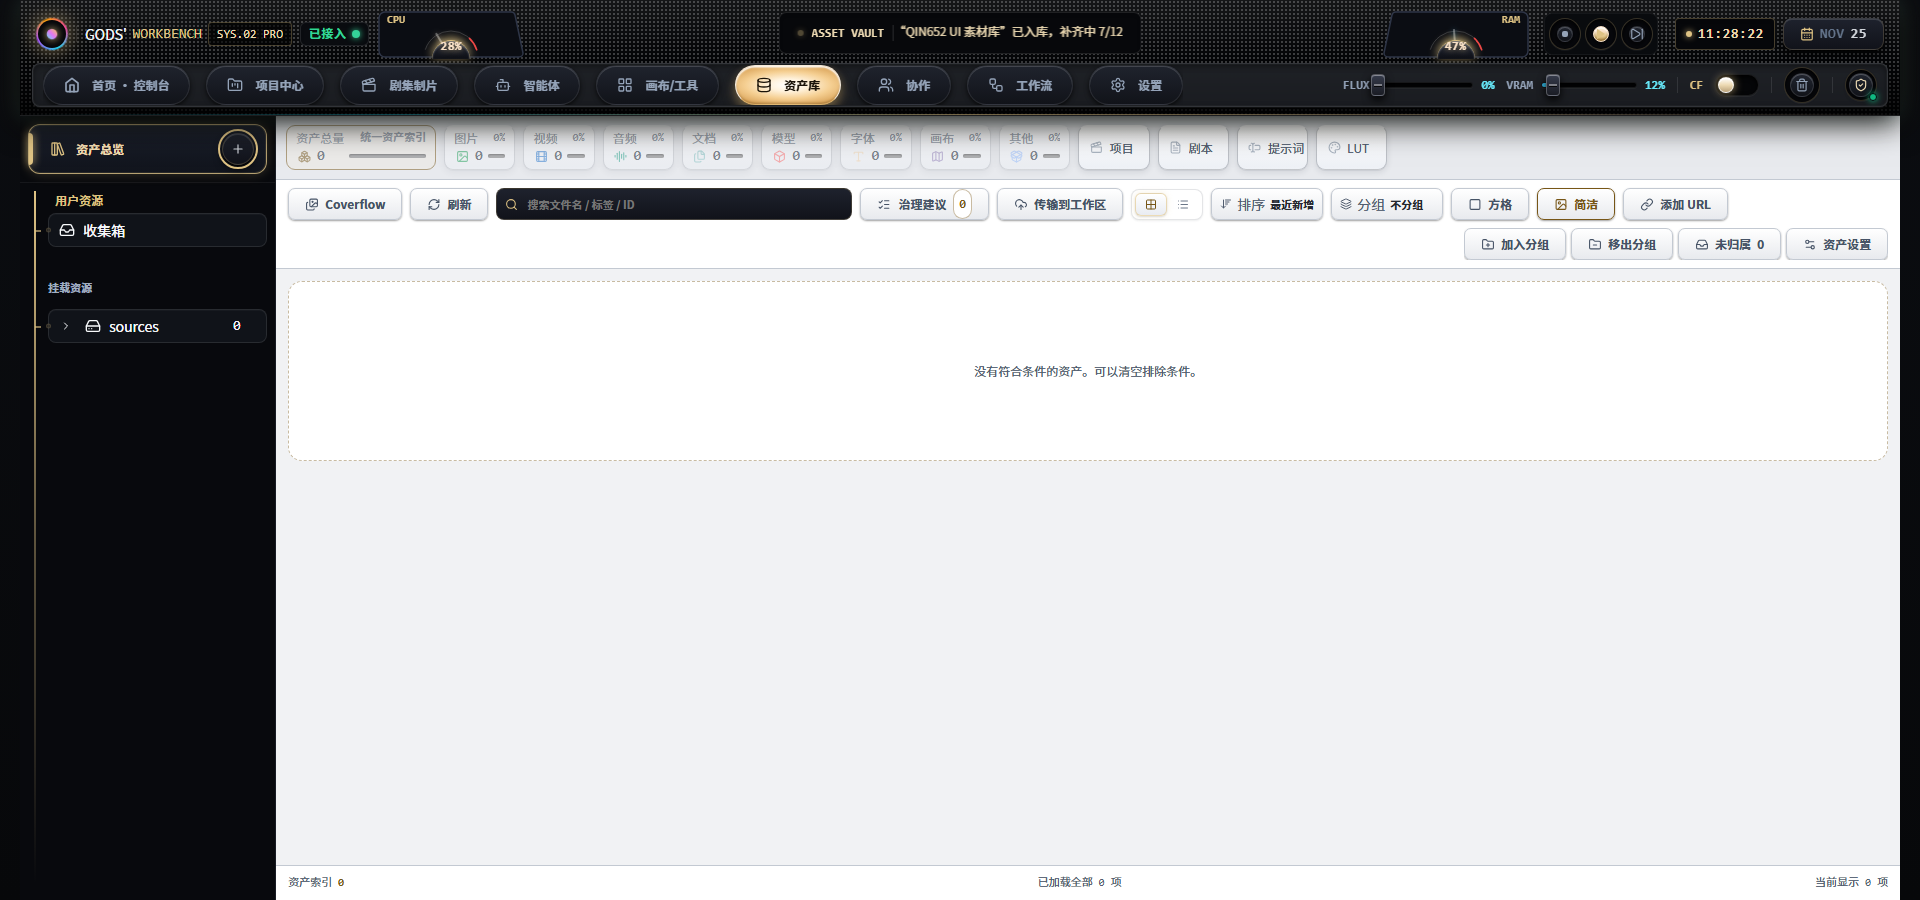 GODS' WORKBENCH SYS.02 PRO 已接入
CPU
28%
ASSET VAULT "QIN652 UI 素材库" 已入库，补齐中 7/12
RAM
47%
11:28:22
NOV 25
首页 • 控制台
项目中心
剧集制片
智能体
画布/工具
资产库
协作
工作流
设置
FLUX 0% VRAM 12% CF
资产总览
用户资源
收集箱
挂载资源
sources 0
资产总量 统一资产索引
0
图片 0%
0
视频 0%
0
音频 0%
0
文档 0%
0
模型 0%
0
字体 0%
0
画布 0%
0
其他 0%
0
项目
剧本
提示词
LUT
Coverflow
刷新
搜索文件名 / 标签 / ID
治理建议 0
传输到工作区
排序 最近新增
分组 不分组
方格
简洁
添加 URL
加入分组
移出分组
未归属 0
资产设置
没有符合条件的资产。可以清空排除条件。
资产索引 0
已加载全部 0 项
当前显示 0 项